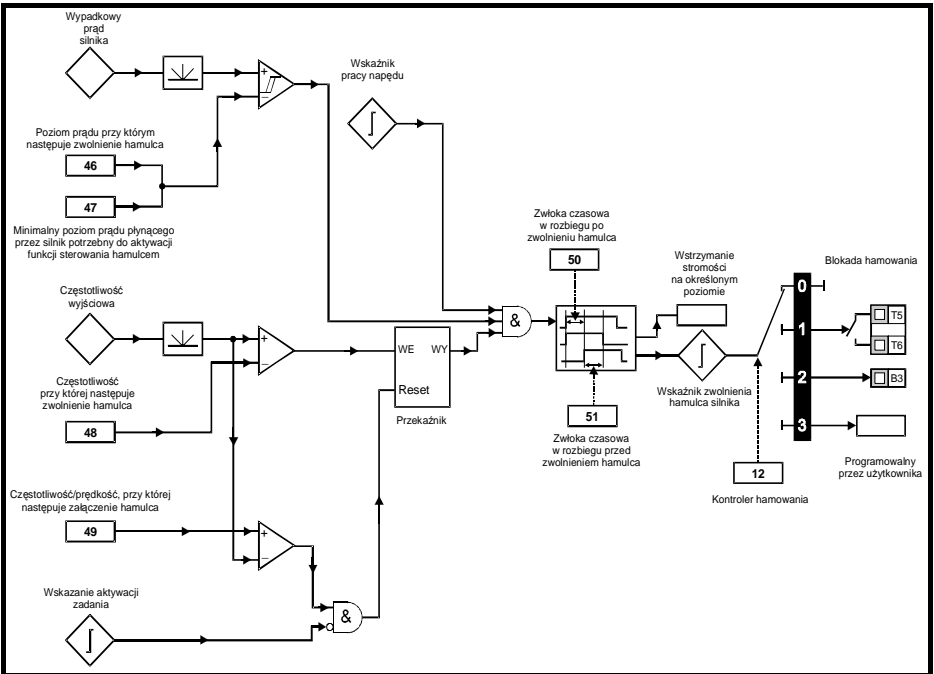 Wypadkowy
prąd
silnika
+
−
Wskaźnik
pracy napędu
Poziom prądu przy którym
następuje zwolnienie hamulca
46
47
Minimalny poziom prądu płynącego
przez silnik potrzebny do aktywacji
funkcji sterowania hamulcem
Częstotliwość
wyjściowa
+
−
Częstotliwość
przy której następuje
zwolnienie hamulca
48
WE WY
Reset
Przekaźnik
&
Zwłoka czasowa
w rozbiegu po
zwolnieniu hamulca
50
51
Zwłoka czasowa
w rozbiegu przed
zwolnieniem hamulca
Wstrzymanie
stromości
na określonym
poziomie
Wskaźnik zwolnienia
hamulca silnika
Blokada hamowania
0
1
2
3
T5
T6
B3
12
Kontroler hamowania
Programowalny
przez użytkownika
Częstotliwość/prędkość, przy której
następuje załączenie hamulca
49
+
−
&
Wskazanie aktywacji
zadania